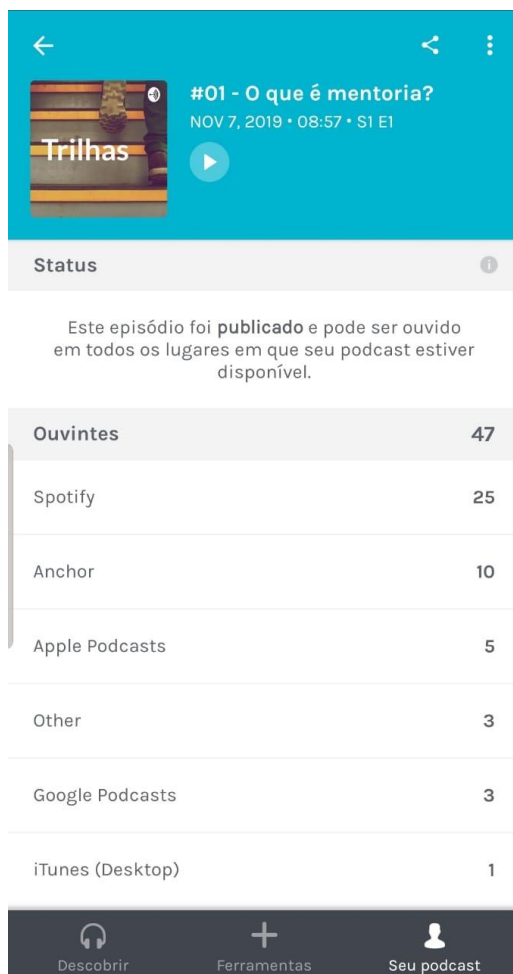 #01 - O que é mentoria?
NOV 7, 2019 • 08:57 • S1 E1
Trilhas
Status
Este episódio foi publicado e pode ser ouvido
em todos os lugares em que seu podcast estiver
disponível.
Ouvintes 47
Spotify 25
Anchor 10
Apple Podcasts 5
Other 3
Google Podcasts 3
iTunes (Desktop) 1
Descobrir Ferramentas Seu podcast